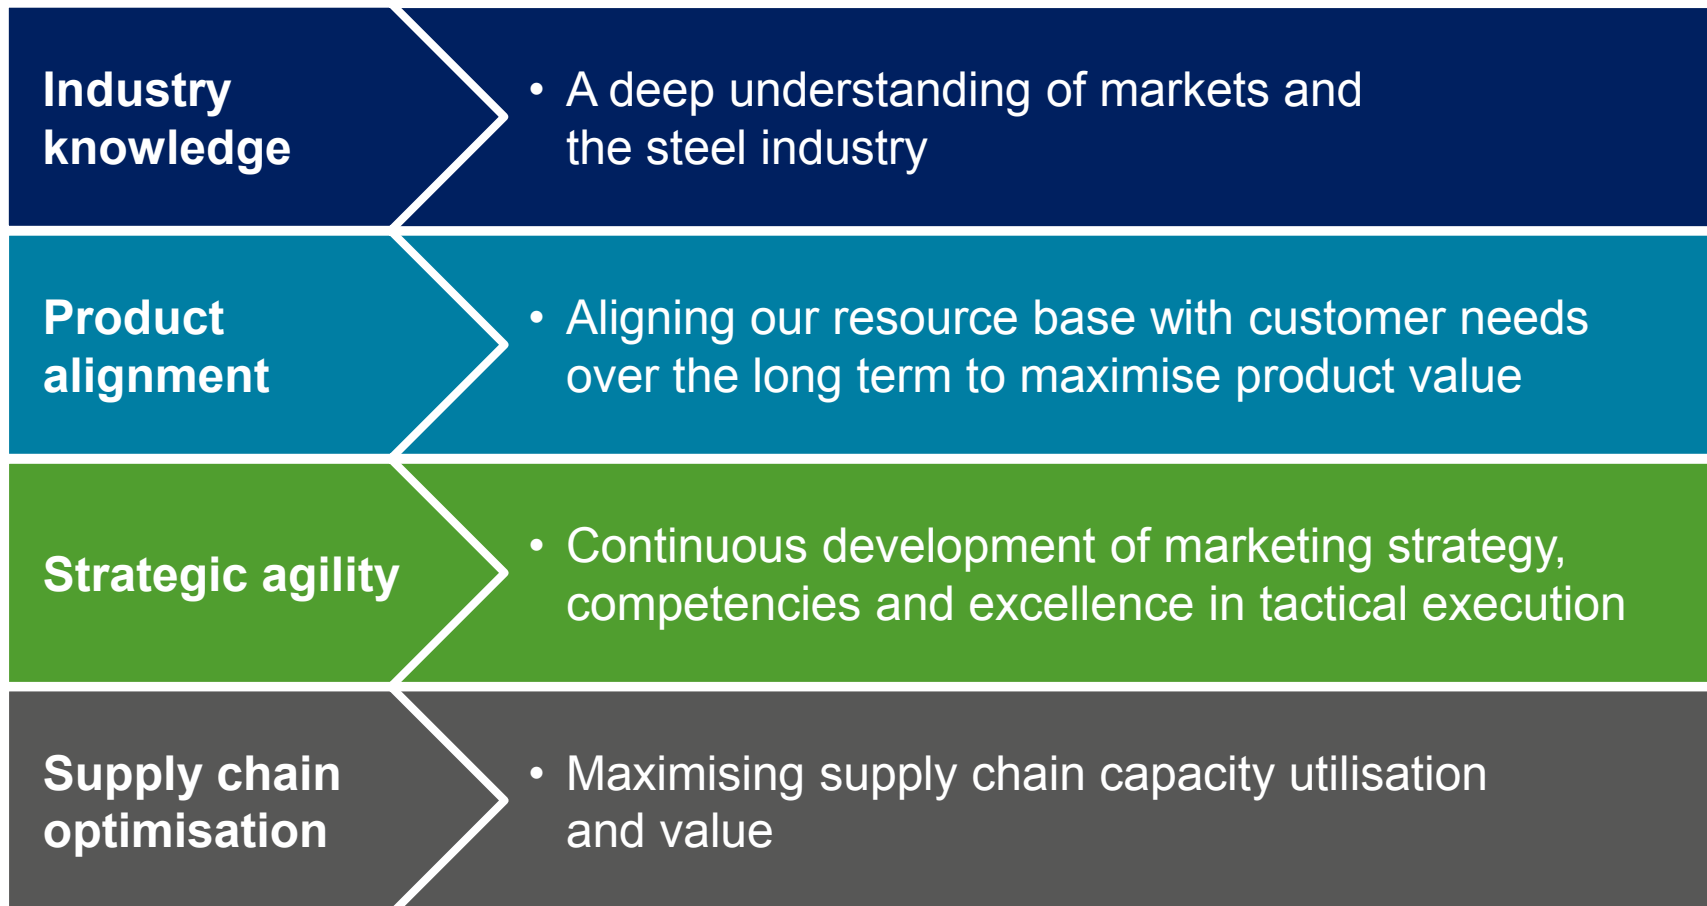 Industry
knowledge
• A deep understanding of markets and
the steel industry
Product
alignment
• Aligning our resource base with customer needs
over the long term to maximise product value
Strategic agility
• Continuous development of marketing strategy,
competencies and excellence in tactical execution
Supply chain
optimisation
• Maximising supply chain capacity utilisation
and value